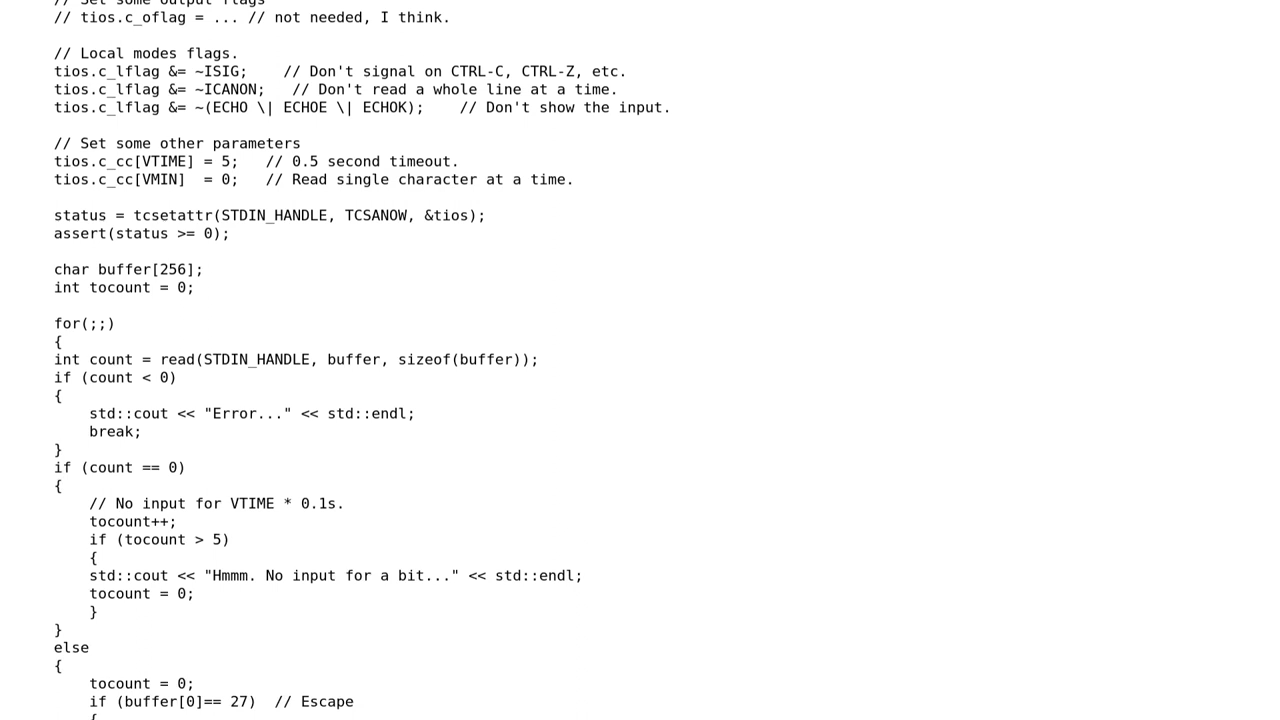 // Set some output flags
// tios.c_oflag = ... // not needed, I think.

// Local modes flags.
tios.c_lflag &= ~ISIG;    // Don't signal on CTRL-C, CTRL-Z, etc.
tios.c_lflag &= ~ICANON;   // Don't read a whole line at a time.
tios.c_lflag &= ~(ECHO \| ECHOE \| ECHOK);    // Don't show the input.

// Set some other parameters
tios.c_cc[VTIME] = 5;   // 0.5 second timeout.
tios.c_cc[VMIN]  = 0;   // Read single character at a time.

status = tcsetattr(STDIN_HANDLE, TCSANOW, &tios);
assert(status >= 0);

char buffer[256];
int tocount = 0;

for(;;)
{
int count = read(STDIN_HANDLE, buffer, sizeof(buffer));
if (count < 0)
{
    std::cout << "Error..." << std::endl;
    break;
}
if (count == 0)
{
    // No input for VTIME * 0.1s.
    tocount++;
    if (tocount > 5)
    {
    std::cout << "Hmmm. No input for a bit..." << std::endl;
    tocount = 0;
    }
}
else
{
    tocount = 0;
    if (buffer[0]== 27)  // Escape
    {